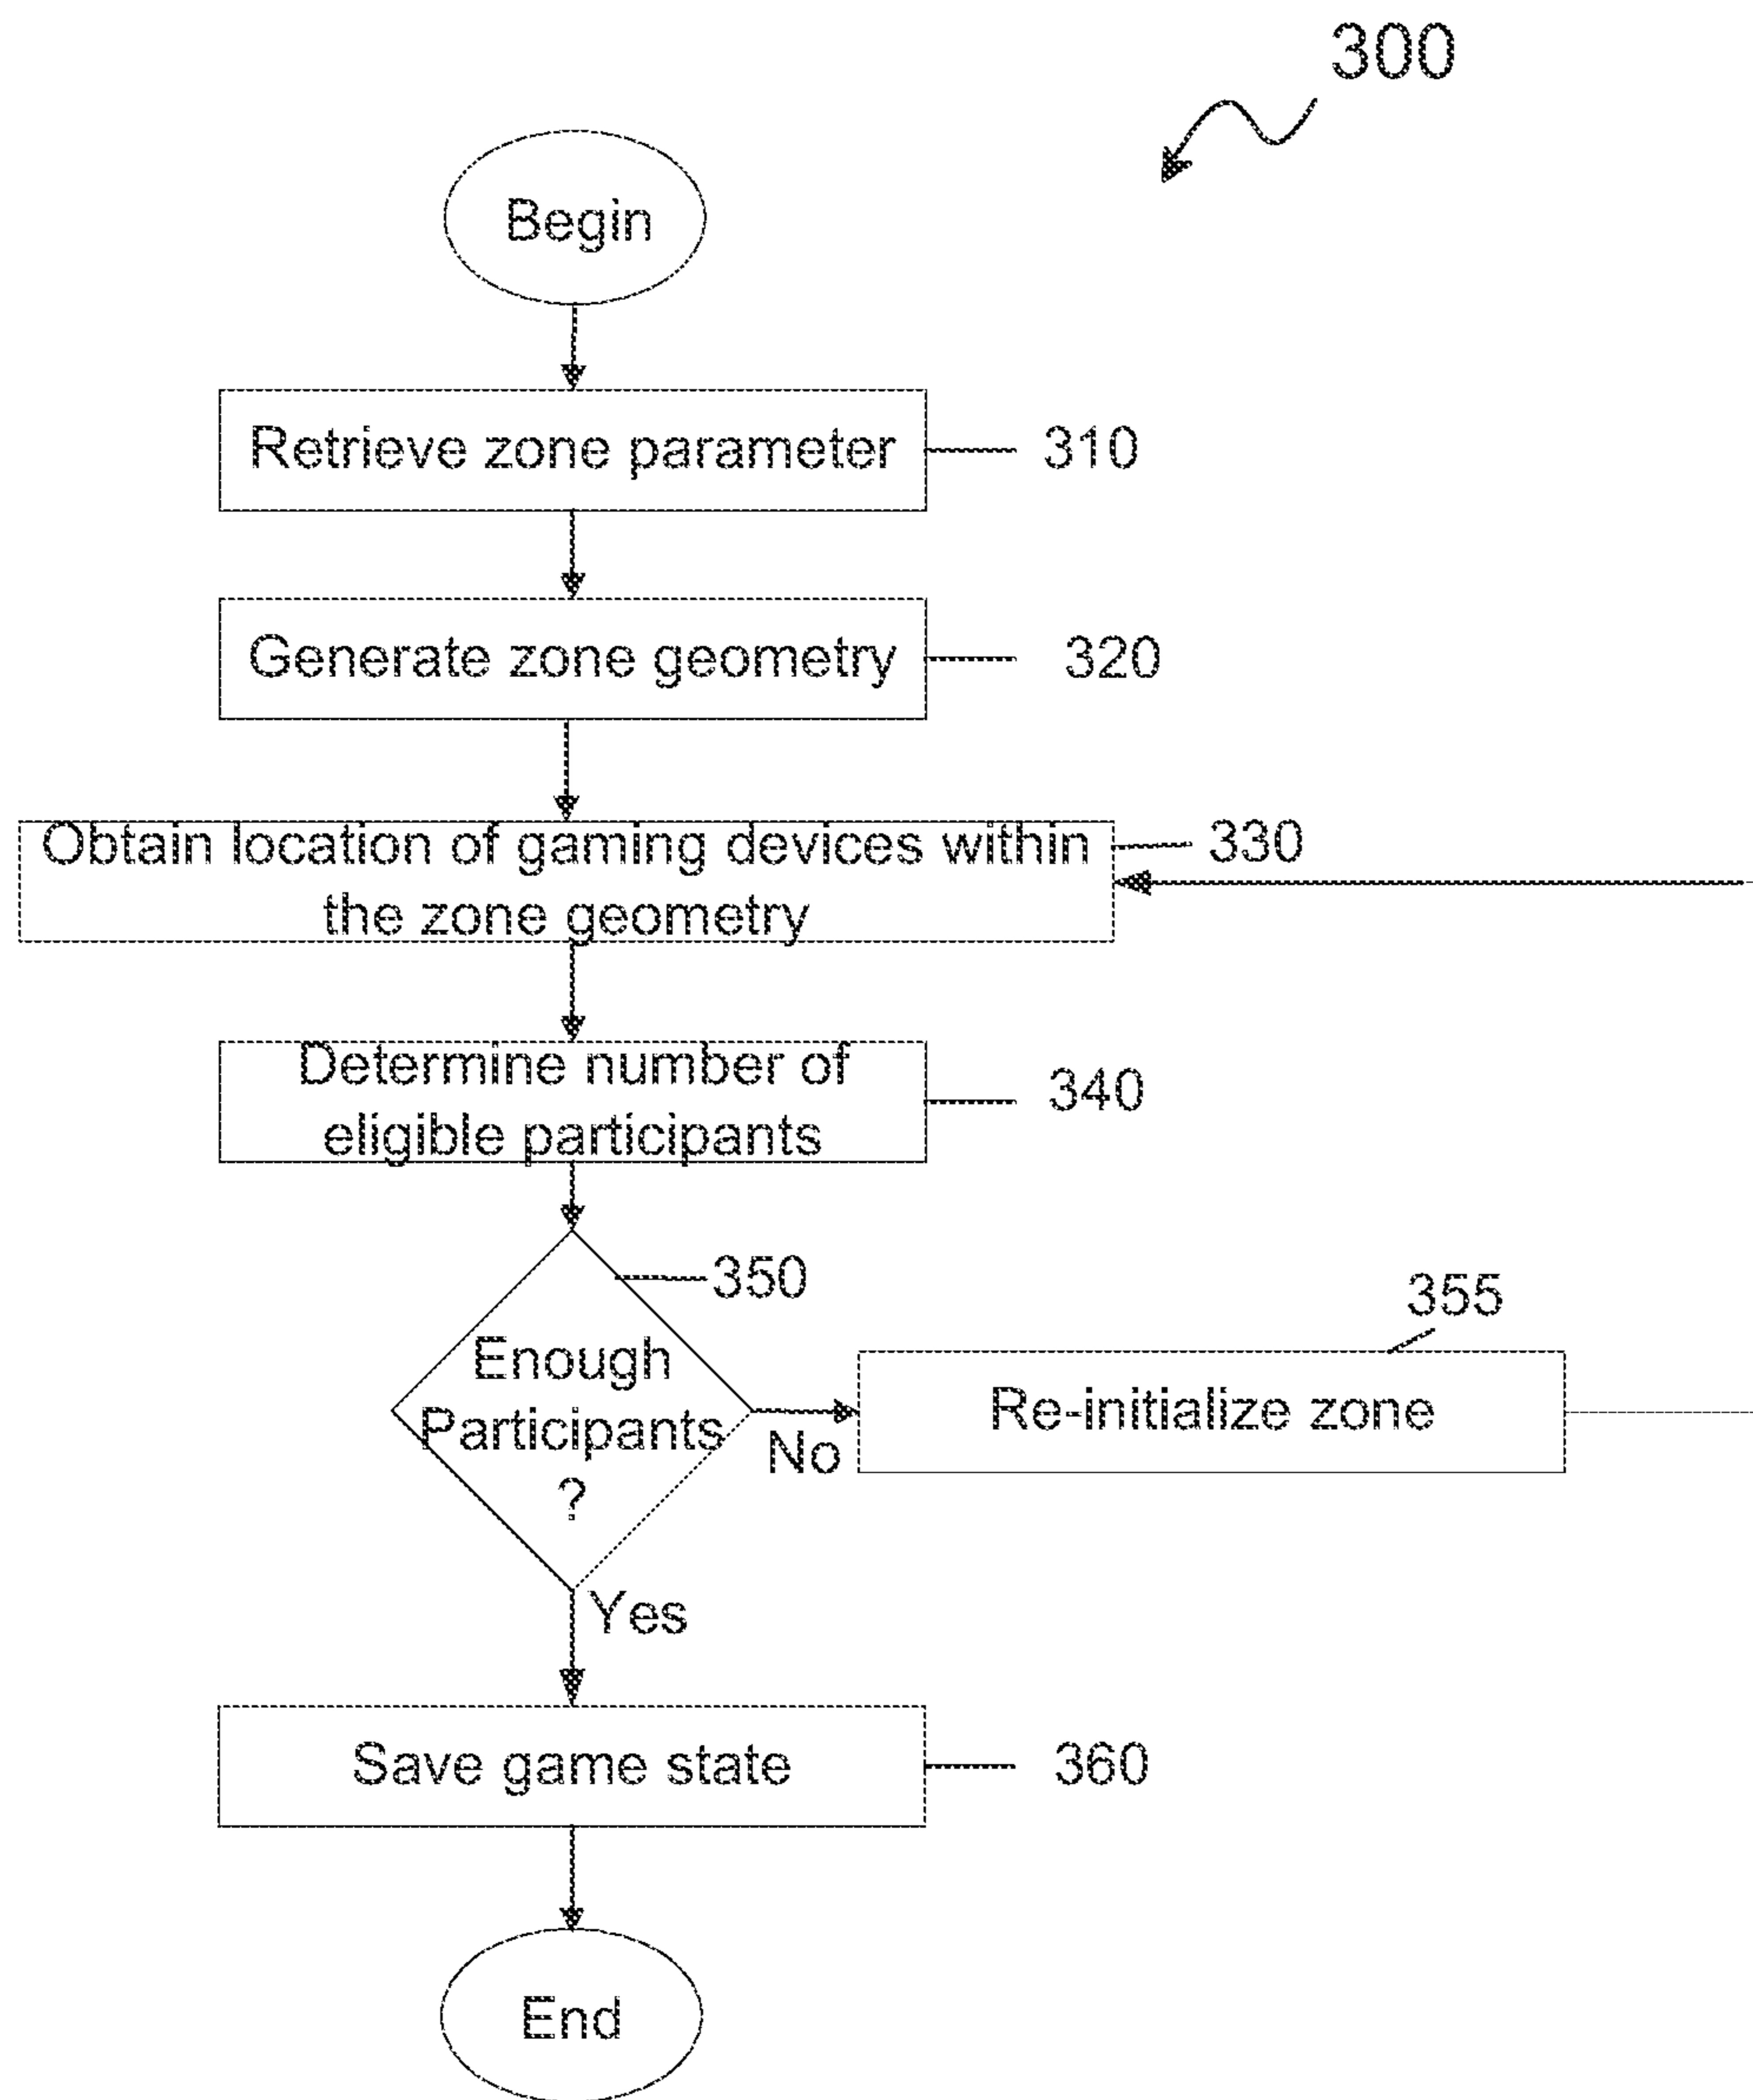 300
Begin
Retrieve zone parameter
310
Generate zone geometry
320
Obtain location of gaming devices within
the zone geometry
330
Determine number of
eligible participants
340
350
Enough
Participants
?
No
355
Re-initialize zone
Yes
Save game state
360
End